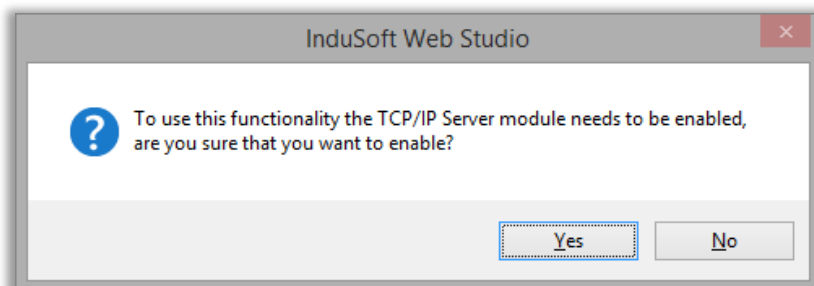 InduSoft Web Studio
To use this functionality the TCP/IP Server module needs to be enabled,
are you sure that you want to enable?
Yes
No